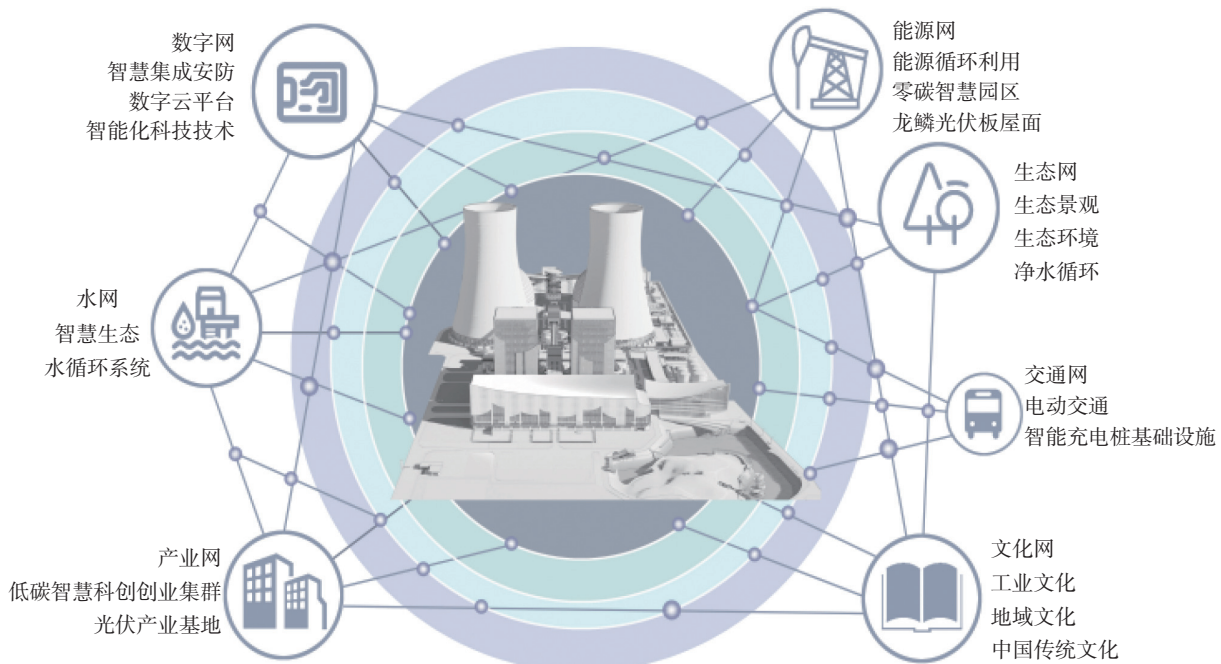 数字网
智慧集成安防
数字云平台
智能化科技技术
能源网
能源循环利用
零碳智慧园区
龙鳞光伏板屋面
生态网
生态景观
生态环境
净水循环
水网
智慧生态
水循环系统
交通网
电动交通
智能充电桩基础设施
产业网
低碳智慧科创创业集群
光伏产业基地
文化网
工业文化
地域文化
中国传统文化